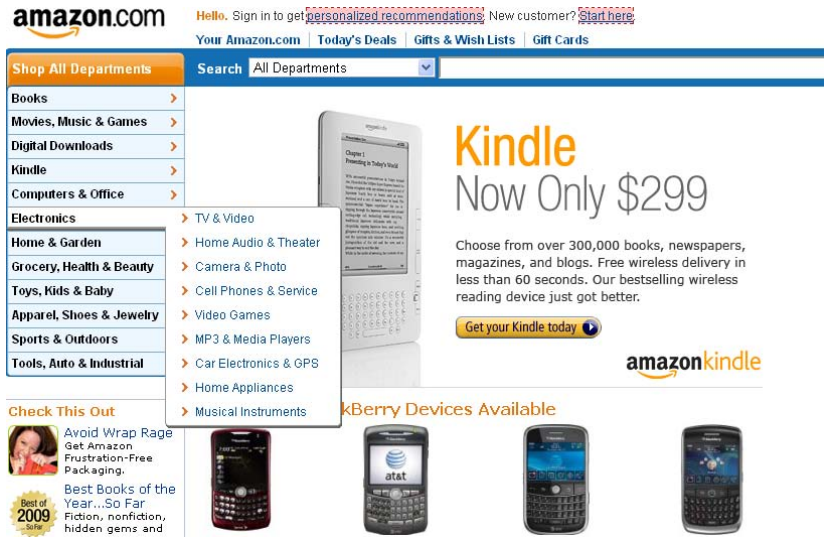 amazon.com
Hello. Sign in to get personalized recommendations. New customer? Start here.
Your Amazon.com Today's Deals Gifts & Wish Lists Gift Cards
Shop All Departments
Search All Departments
Books
Movies, Music & Games
Digital Downloads
Kindle
Computers & Office
Electronics
Home & Garden
Grocery, Health & Beauty
Toys, Kids & Baby
Apparel, Shoes & Jewelry
Sports & Outdoors
Tools, Auto & Industrial
TV & Video
Home Audio & Theater
Camera & Photo
Cell Phones & Service
Video Games
MP3 & Media Players
Car Electronics & GPS
Home Appliances
Musical Instruments
amazonkindle
Chapter 1
Presenting in Today's World
Kindle
Now Only $299
Choose from over 300,000 books, newspapers,
magazines, and blogs. Free wireless delivery in
less than 60 seconds. Our bestselling wireless
reading device just got better.
Get your Kindle today
amazonkindle
Check This Out
Avoid Wrap Rage
Get Amazon
Frustration-Free
Packaging.
Best of
2009
...So Far
Best Books of the
Year...So Far
Fiction, nonfiction,
hidden gems and
kBerry Devices Available
at&t